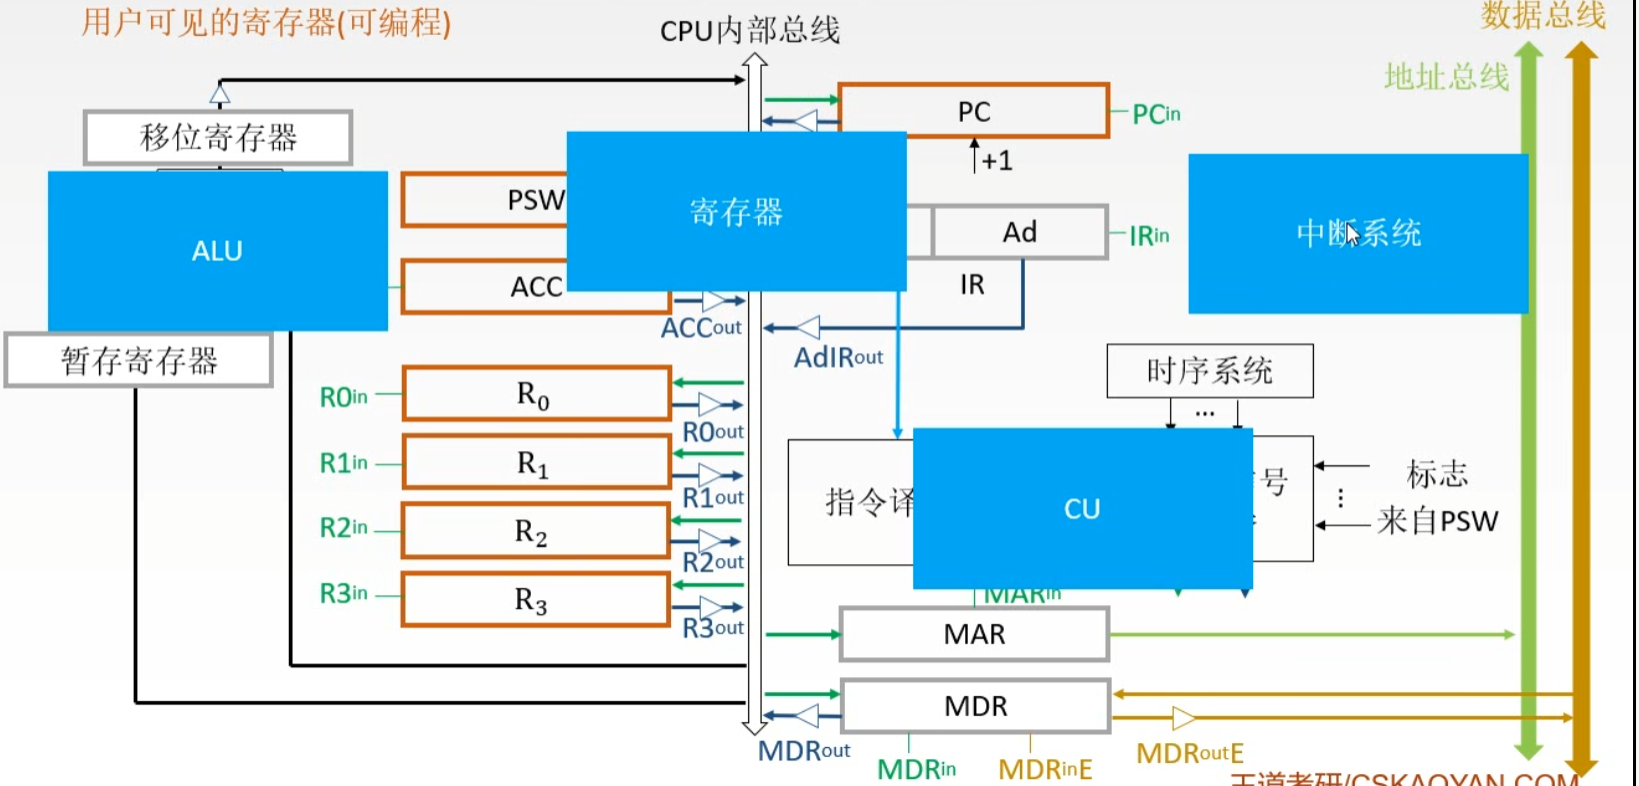 用户可见的寄存器(可编程)
CPU内部总线
数据总线
地址总线
移位寄存器
PC
PCin
+1
PSW
寄存器
ALU
Ad
IRin
中断系统
ACC
IR
ACCout
AdIRout
暂存寄存器
时序系统
...
R0in
R0
R0out
R1in
R1
R1out
指令译
CU
号
标志
来自PSW
R2in
R2
R2out
R3in
R3
R3out
MARin
MAR
MDR
MDRout
MDRin
MDRinE
MDRoutE
王道考研/CSKAOYAN.COM